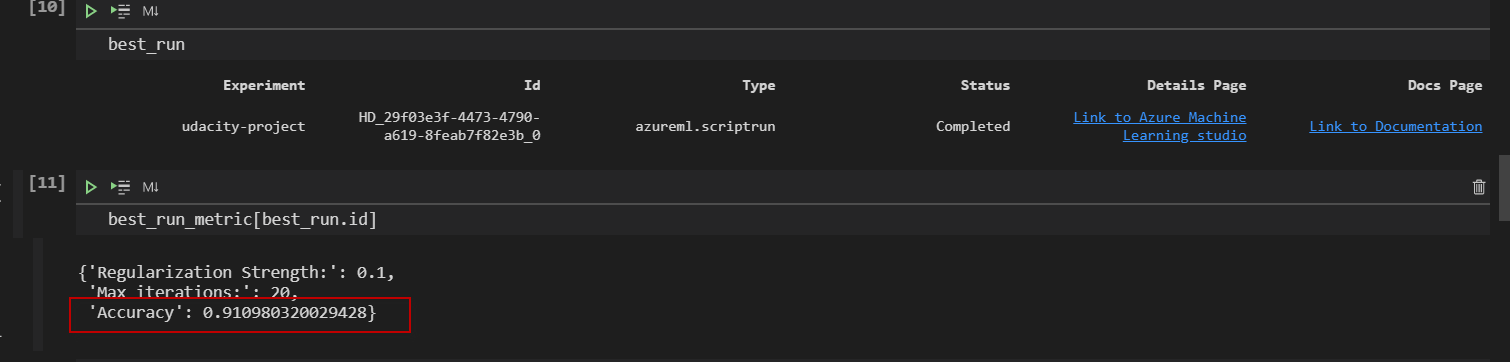 [10] M↓
best_run
Experiment Id Type Status Details Page Docs Page
udacity-project HD_29f03e3f-4473-4790- azureml.scriptrun Completed Link to Azure Machine Link to Documentation
a619-8feab7f82e3b_0 Learning studio
[11] M↓
best_run_metric[best_run.id]
{'Regularization Strength:': 0.1,
'Max iterations:': 20,
'Accuracy': 0.910980320029428}